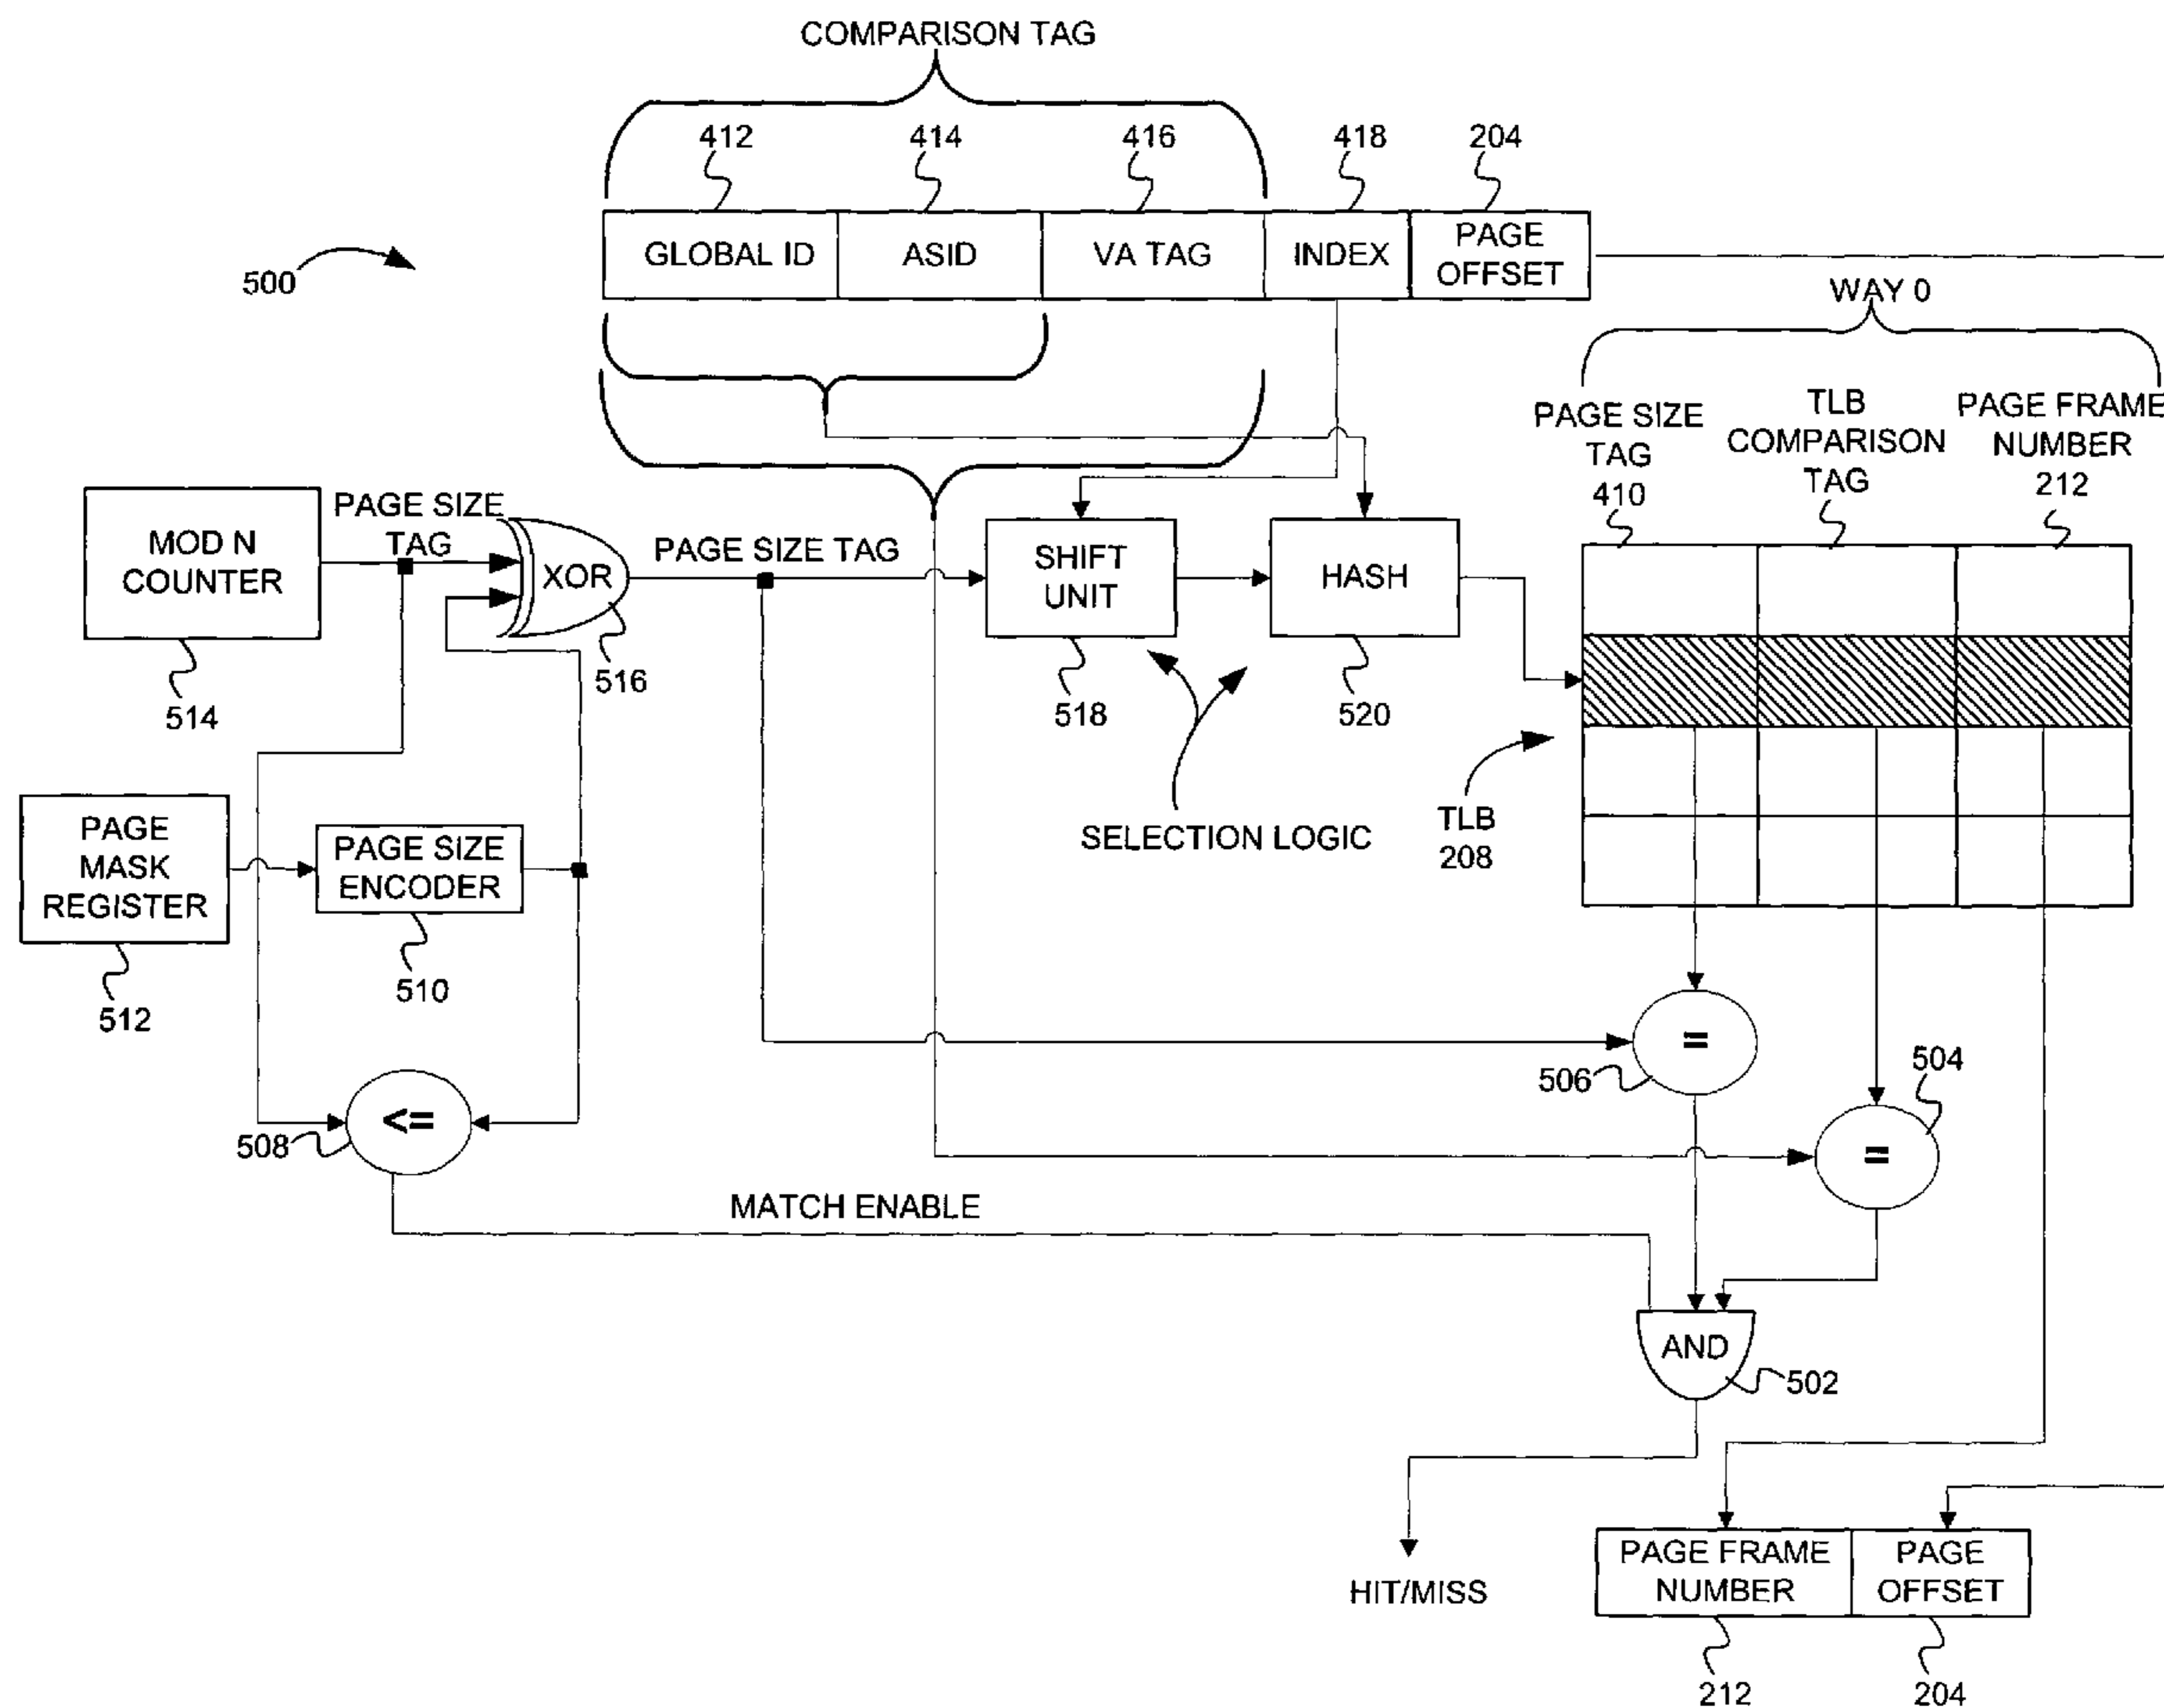 COMPARISON TAG
412
414
416
418
204
GLOBAL ID
ASID
VA TAG
INDEX
PAGE
OFFSET
500
WAY 0
PAGE SIZE
TAG
410
TLB
COMPARISON
TAG
PAGE FRAME
NUMBER
212
MOD N
COUNTER
PAGE SIZE
TAG
XOR
PAGE SIZE TAG
SHIFT
UNIT
HASH
514
516
518
520
SELECTION LOGIC
TLB
208
PAGE
MASK
REGISTER
PAGE SIZE
ENCODER
512
510
=
506
504
=
<=
508
MATCH ENABLE
AND
502
HIT/MISS
PAGE FRAME
NUMBER
PAGE
OFFSET
212
204